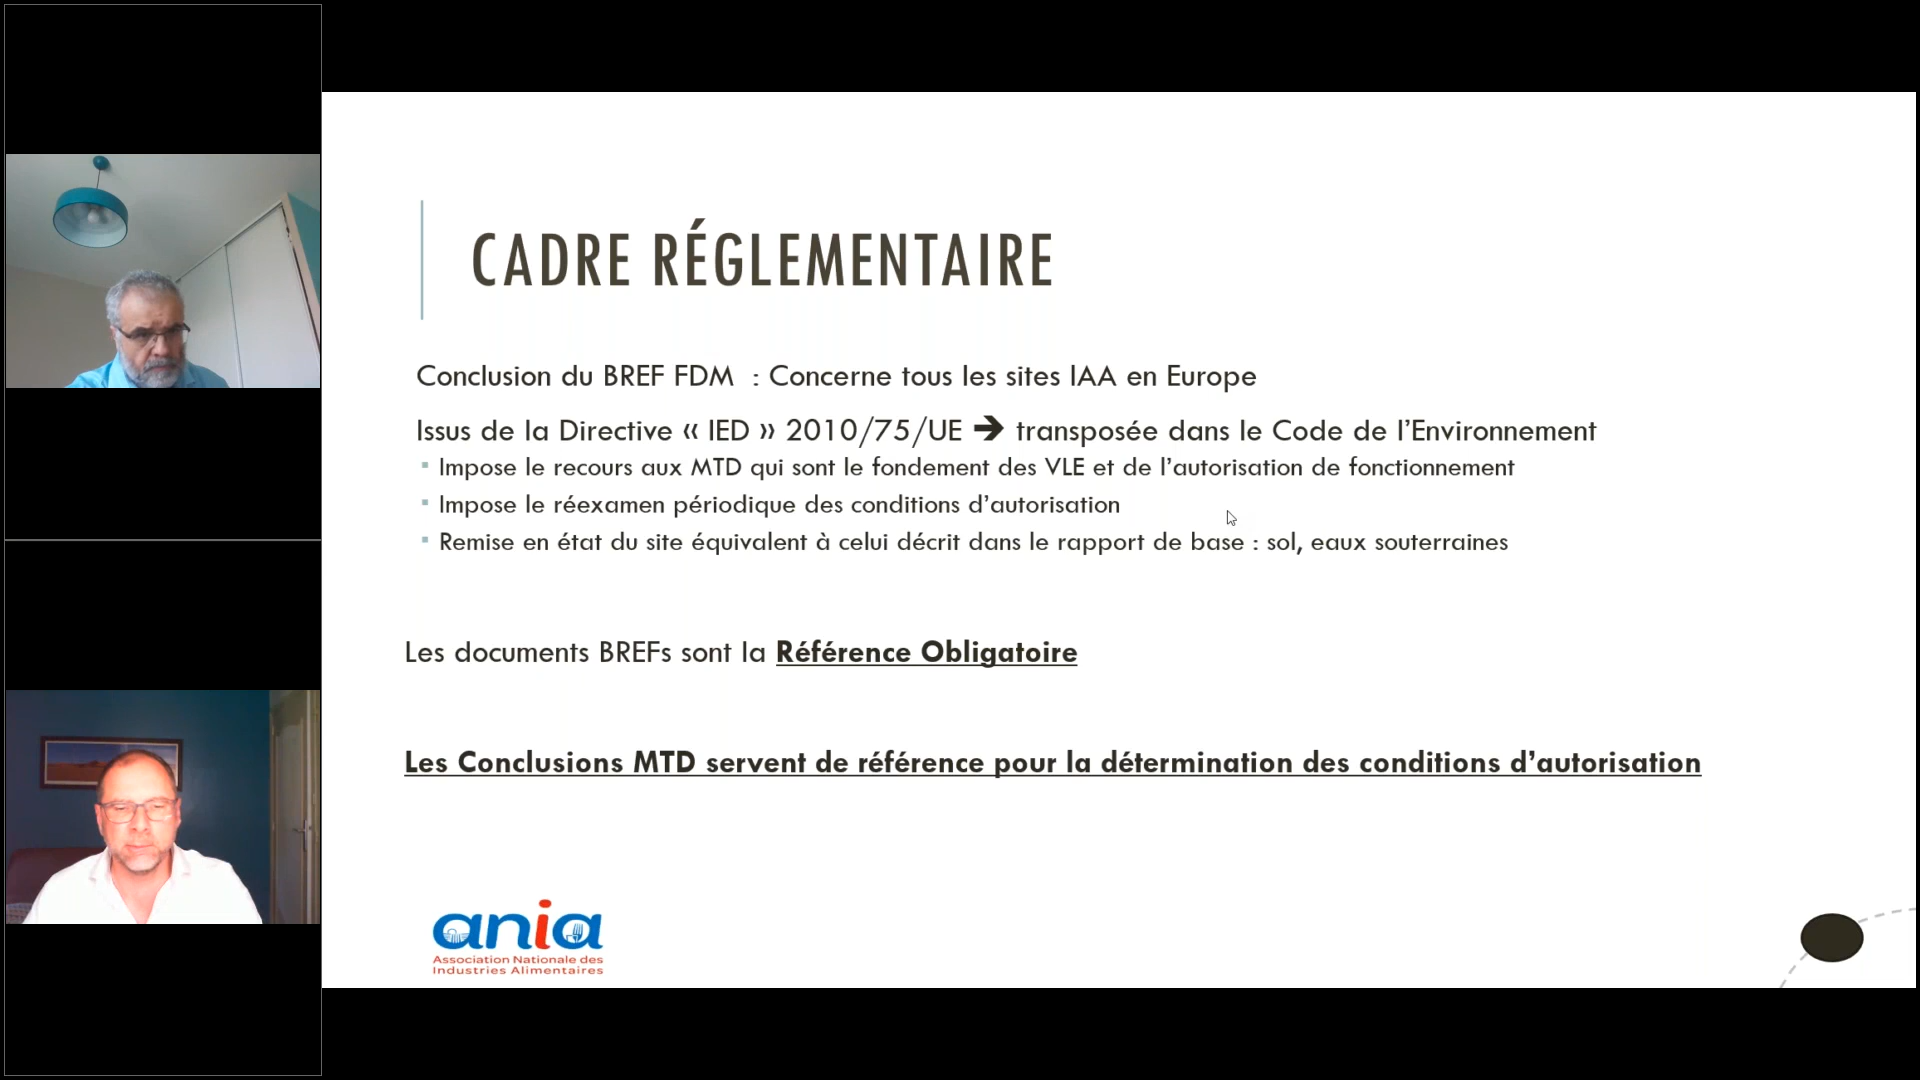 CADRE RÉGLEMENTAIRE
Conclusion du BREF FDM : Concerne tous les sites IAA en Europe
Issus de la Directive « IED » 2010/75/UE ➔ transposée dans le Code de l’Environnement
▪ Impose le recours aux MTD qui sont le fondement des VLE et de l’autorisation de fonctionnement
▪ Impose le réexamen périodique des conditions d’autorisation
▪ Remise en état du site équivalent à celui décrit dans le rapport de base : sol, eaux souterraines
Les documents BREFs sont la Référence Obligatoire
Les Conclusions MTD servent de référence pour la détermination des conditions d’autorisation
ania
Association Nationale des
Industries Alimentaires